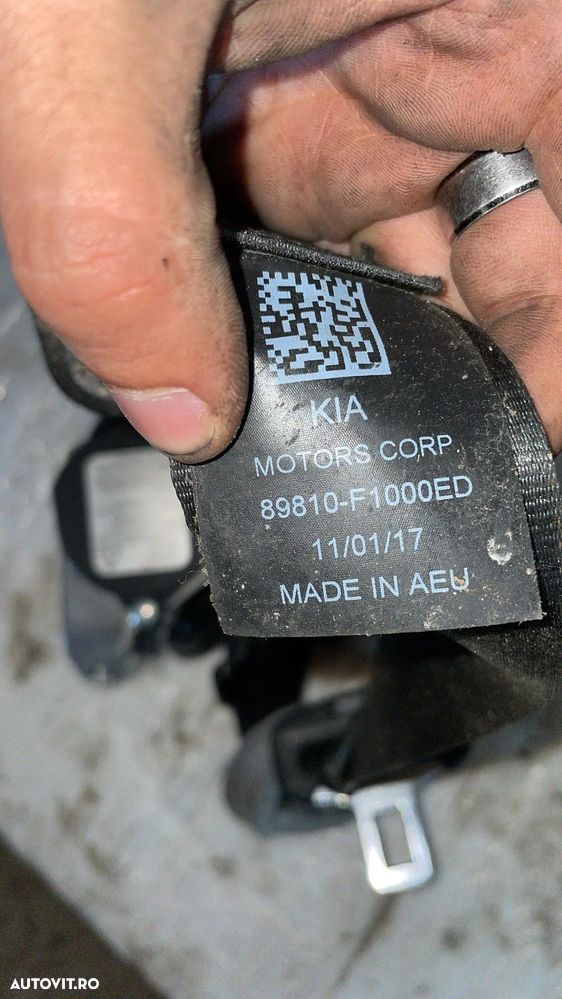 KIA
MOTORS CORP
89810-F1000ED
11/01/17
MADE IN AEU
AUTOVIT.RO